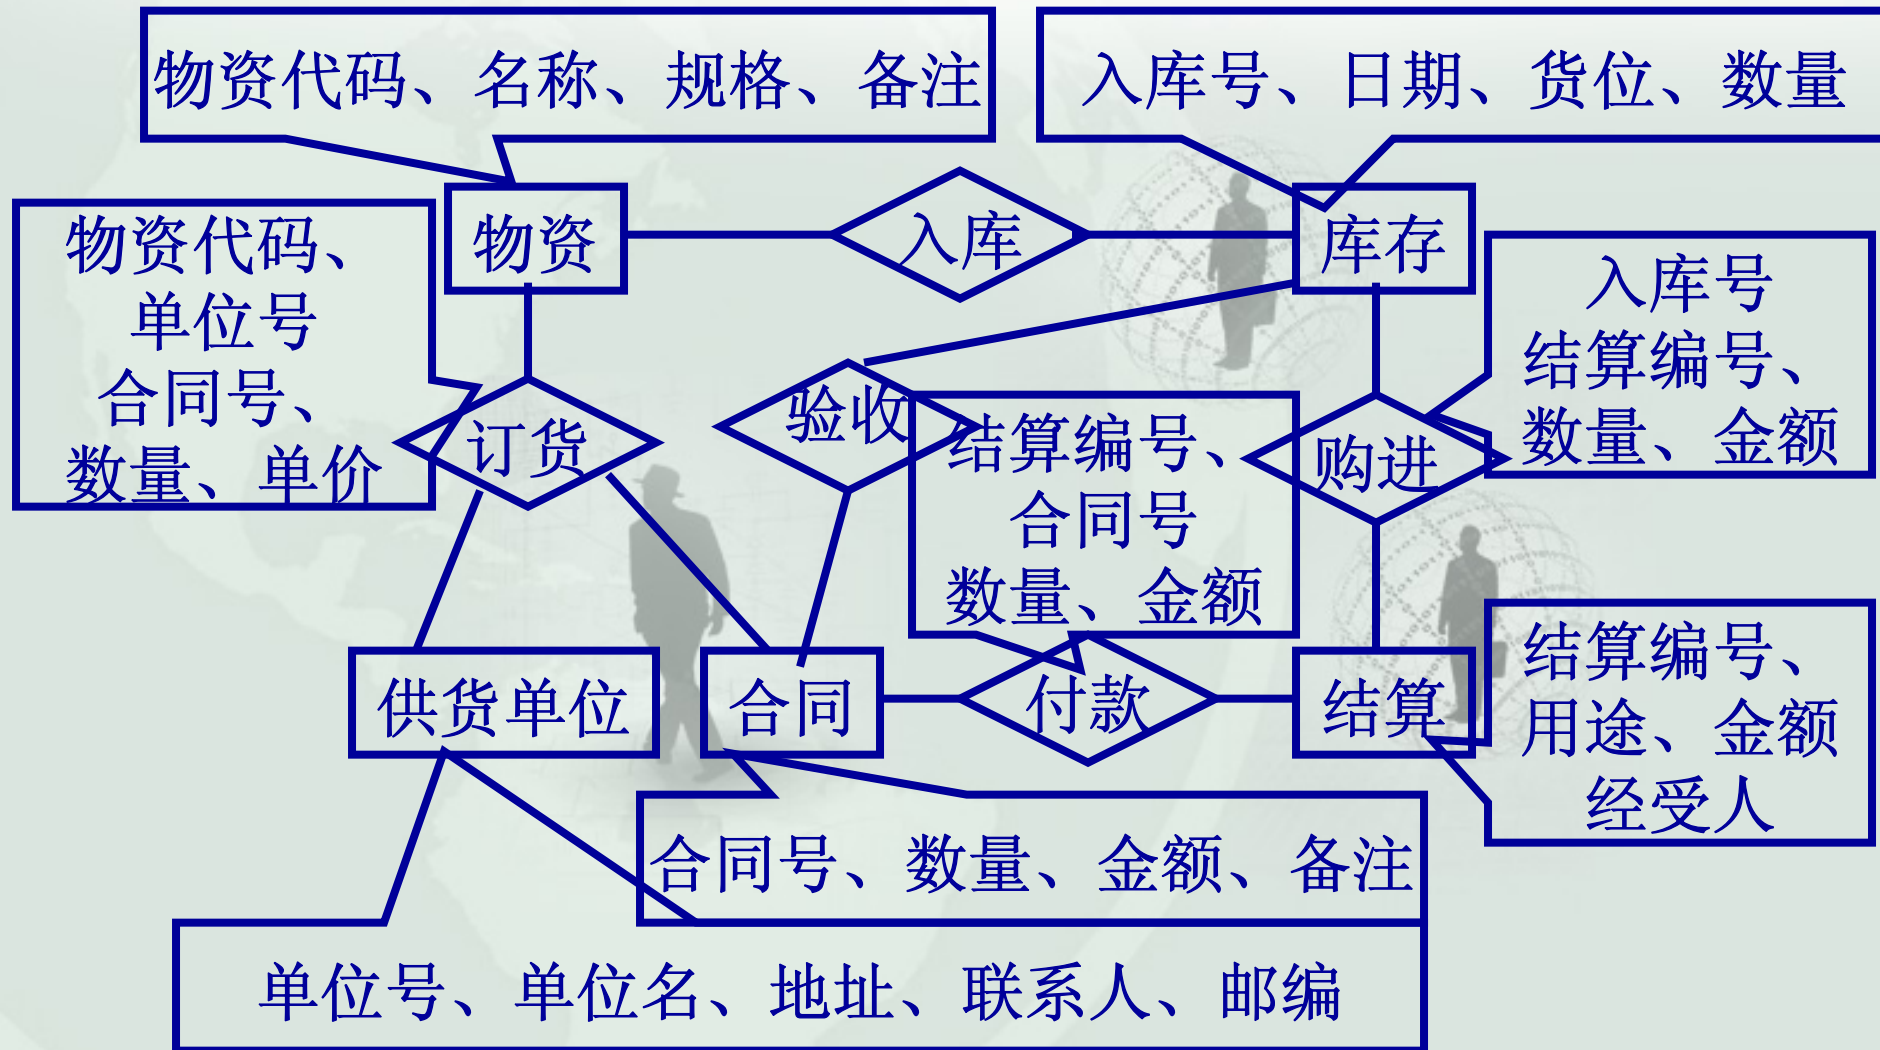 物资代码、名称、规格、备注
入库号、日期、货位、数量
物资
入库
库存
物资代码、
单位号
合同号、
数量、单价
入库号
结算编号、
数量、金额
订货
验收
结算编号、
合同号
数量、金额
购进
供货单位
合同
付款
结算
结算编号、
用途、金额
经受人
合同号、数量、金额、备注
单位号、单位名、地址、联系人、邮编